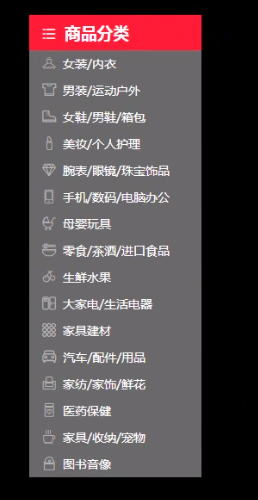 商品分类
女装/内衣
男装/运动户外
女鞋/男鞋/箱包
美妆/个人护理
腕表/眼镜/珠宝饰品
手机/数码/电脑办公
母婴玩具
零食/茶酒/进口食品
生鲜水果
大家电/生活电器
家具建材
汽车/配件/用品
家纺/家饰/鲜花
医药保健
家具/收纳/宠物
图书音像